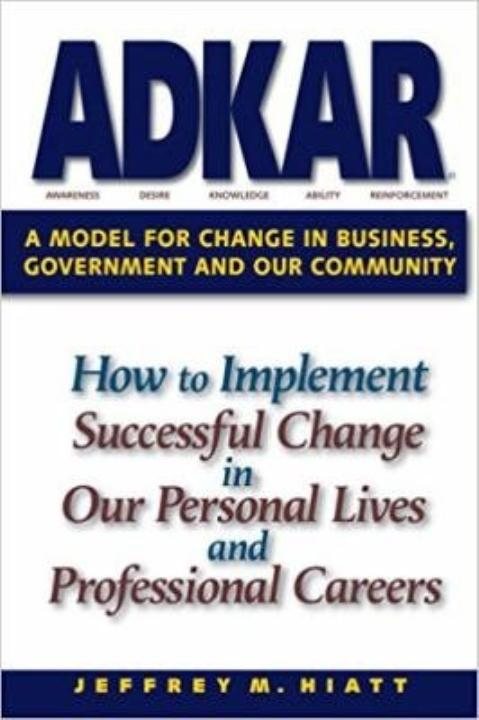 ADKAR
AWARENESS DESIRE KNOWLEDGE ABILITY REINFORCEMENT
A MODEL FOR CHANGE IN BUSINESS,
GOVERNMENT AND OUR COMMUNITY
How to Implement
Successful Change
in
Our Personal Lives
and
Professional Careers
JEFFREY M. HIATT